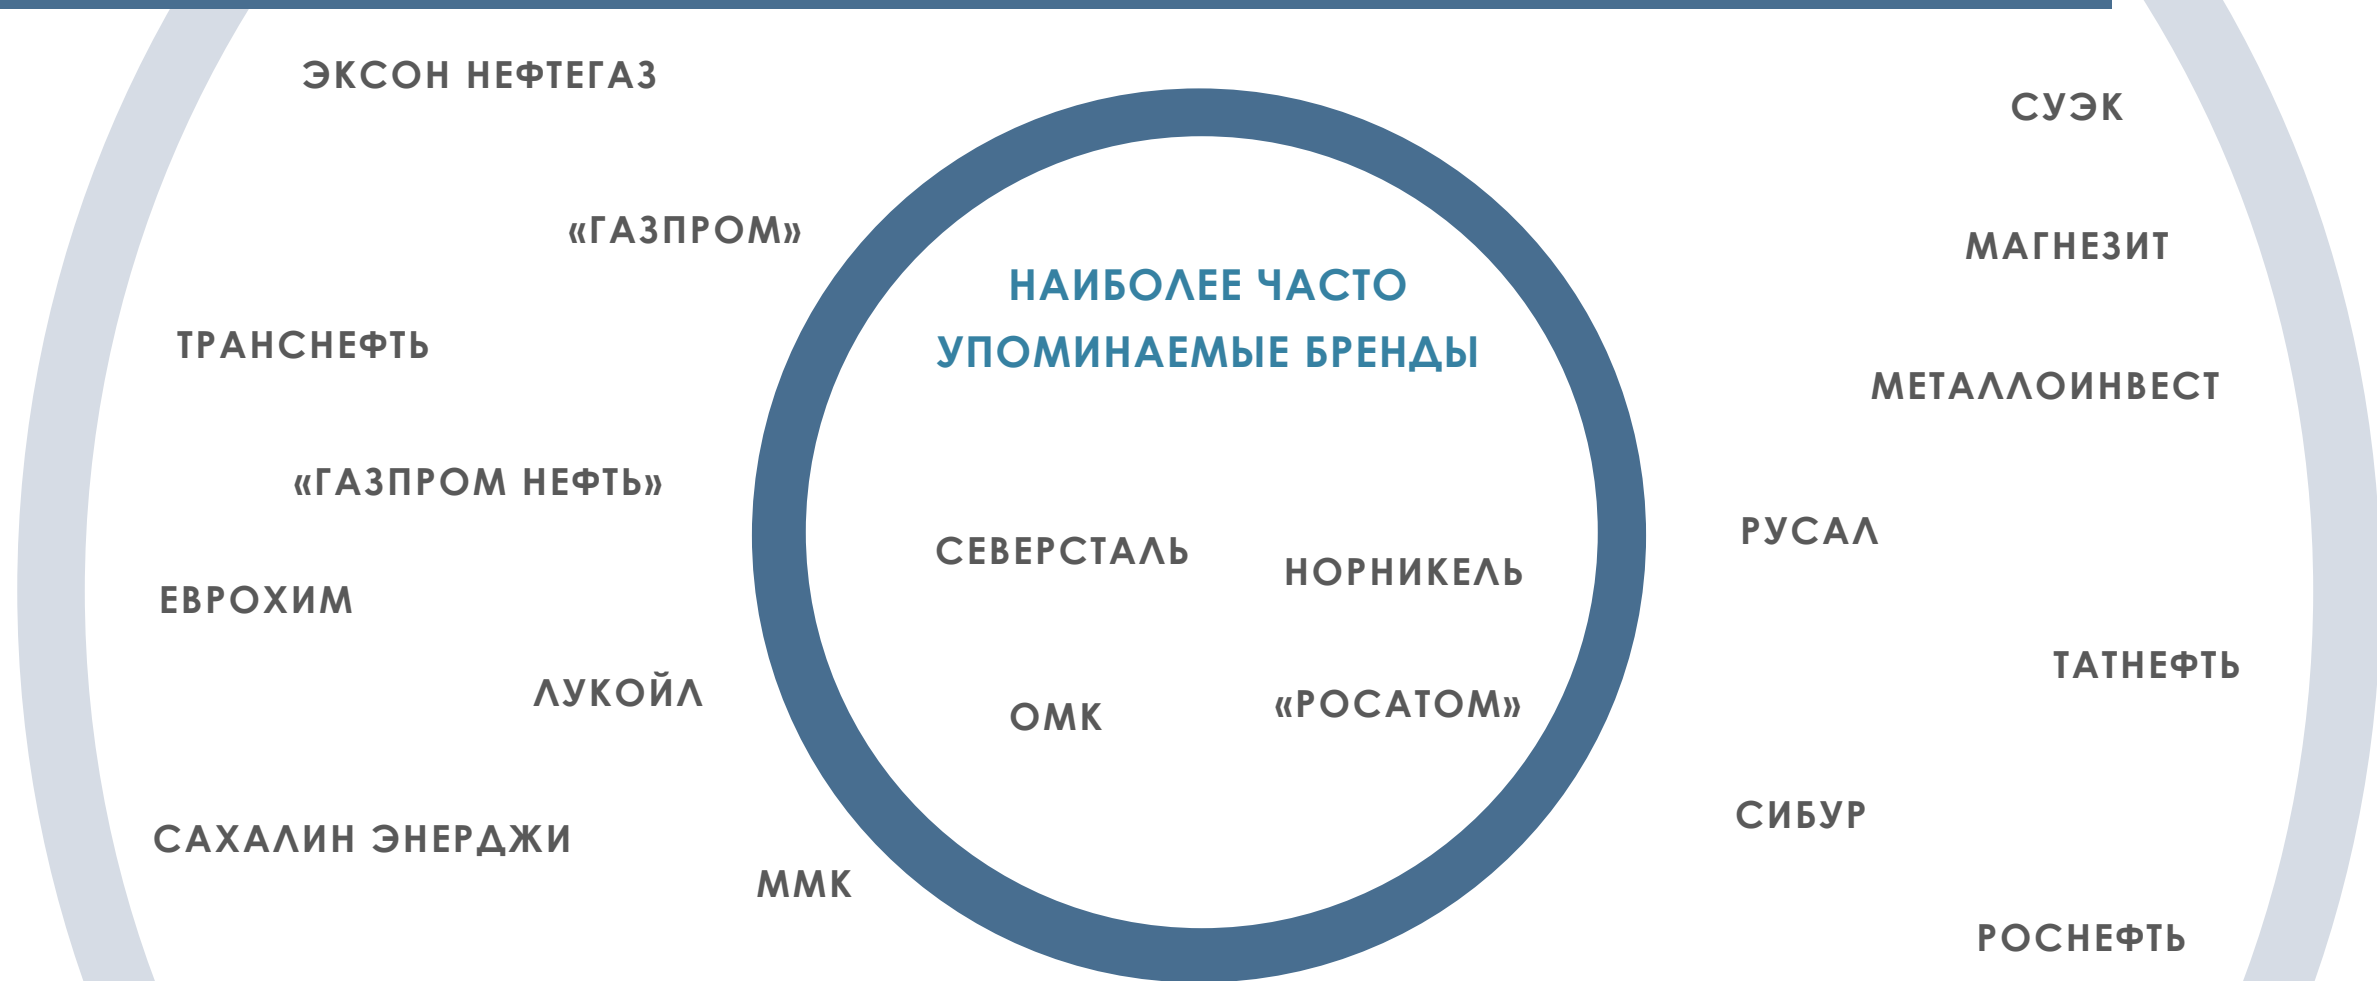 ЭКСОН НЕФТЕГАЗ
СУЭК
«ГАЗПРОМ»
МАГНЕЗИТ
НАИБОЛЕЕ ЧАСТО
УПОМИНАЕМЫЕ БРЕНДЫ
ТРАНСНЕФТЬ
МЕТАЛЛОИНВЕСТ
«ГАЗПРОМ НЕФТЬ»
РУСАЛ
СЕВЕРСТАЛЬ
НОРНИКЕЛЬ
ЕВРОХИМ
ТАТНЕФТЬ
ЛУКОЙЛ
«РОСАТОМ»
ОМК
СИБУР
САХАЛИН ЭНЕРДЖИ
ММК
РОСНЕФТЬ